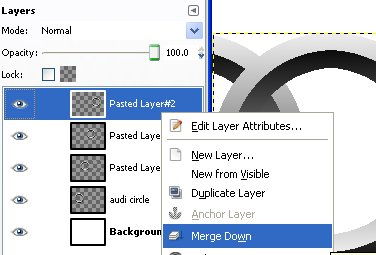 Layers
Mode: Normal
Opacity: 100.0
Lock:
Pasted Layer#2
Edit Layer Attributes...
Pasted Laye
New Layer...
New from Visible
Pasted Laye
Duplicate Layer
audi circle
Anchor Layer
Backgroun
Merge Down